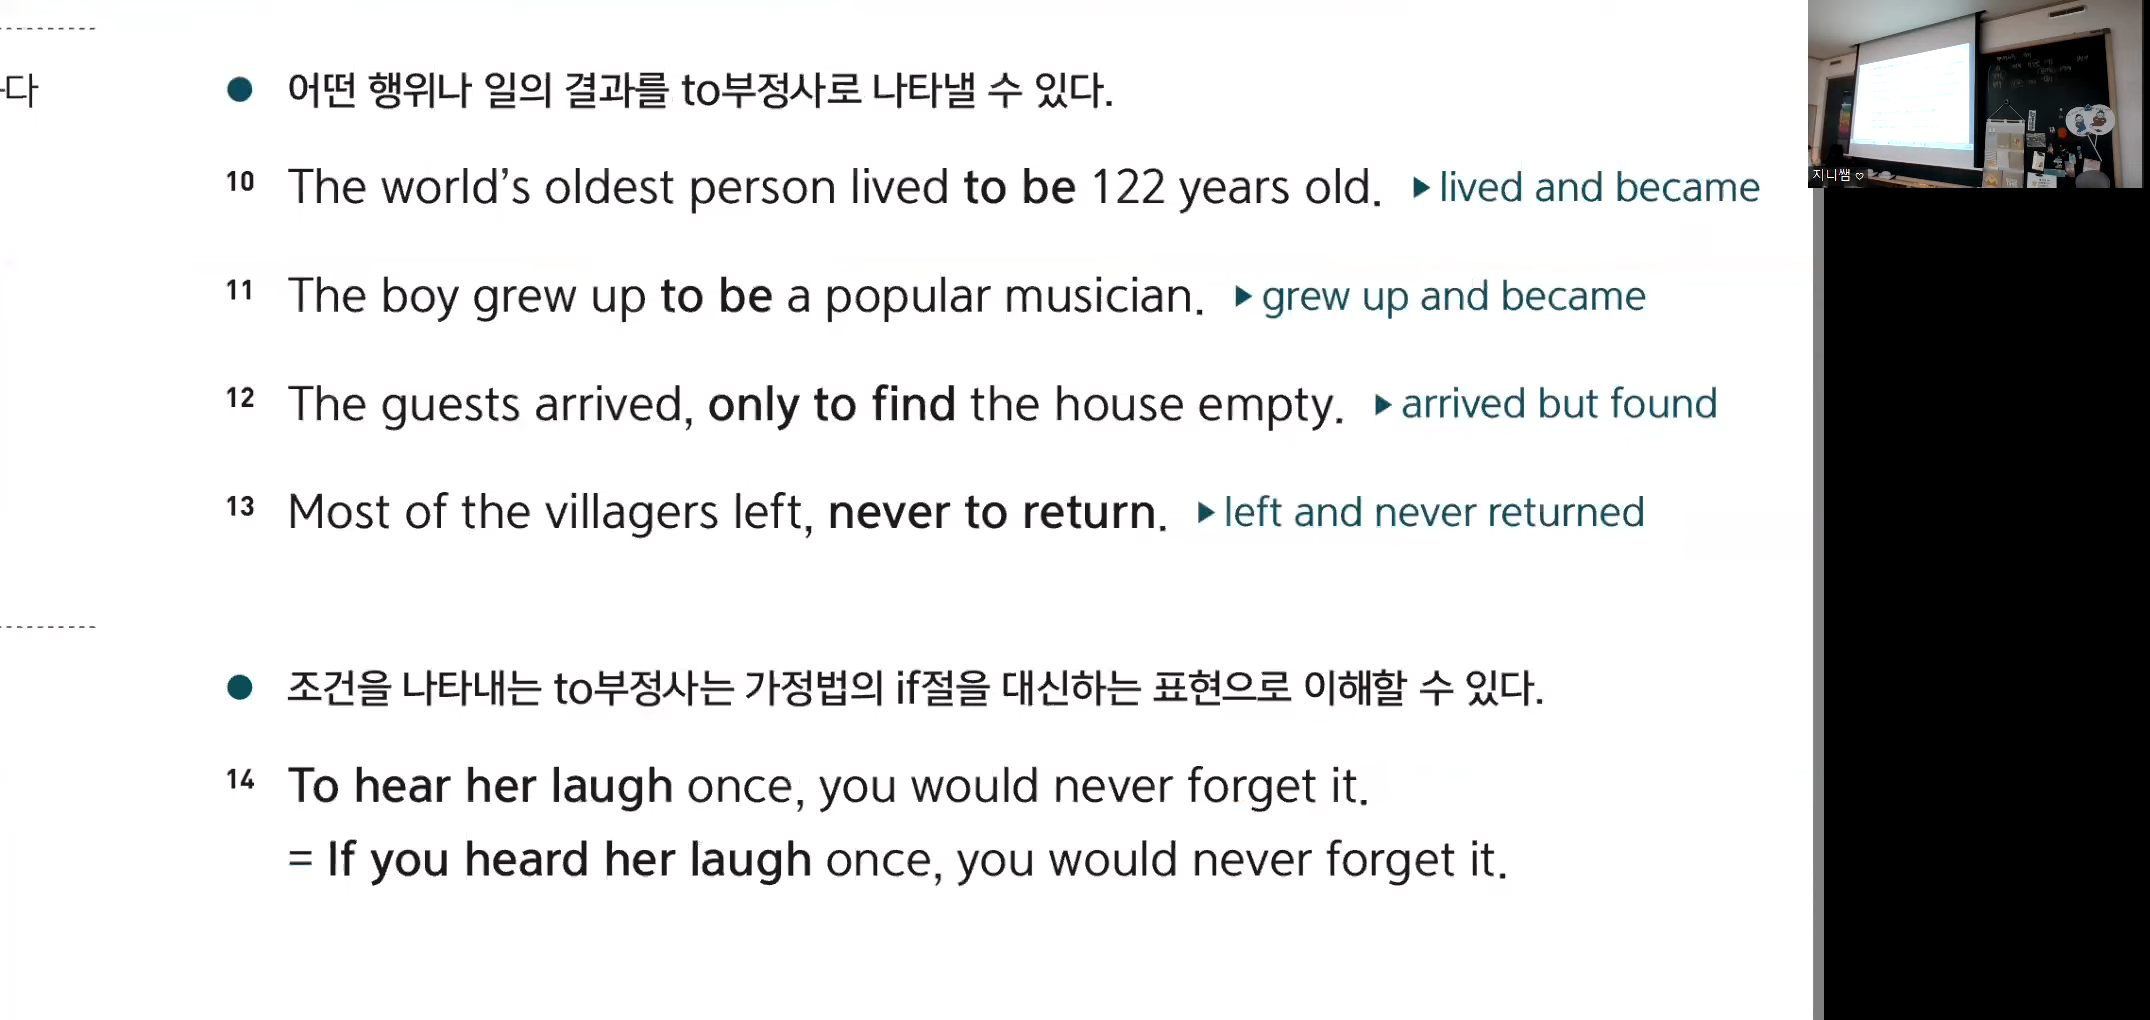 다
어떤 행위나 일의 결과를 to부정사로 나타낼 수 있다.
10 The world's oldest person lived to be 122 years old. ▶ lived and became
11 The boy grew up to be a popular musician. ▶ grew up and became
12 The guests arrived, only to find the house empty. ▶ arrived but found
13 Most of the villagers left, never to return. ▶ left and never returned
조건을 나타내는 to부정사는 가정법의 if절을 대신하는 표현으로 이해할 수 있다.
14 To hear her laugh once, you would never forget it.
= If you heard her laugh once, you would never forget it.
지니쌤 ♡